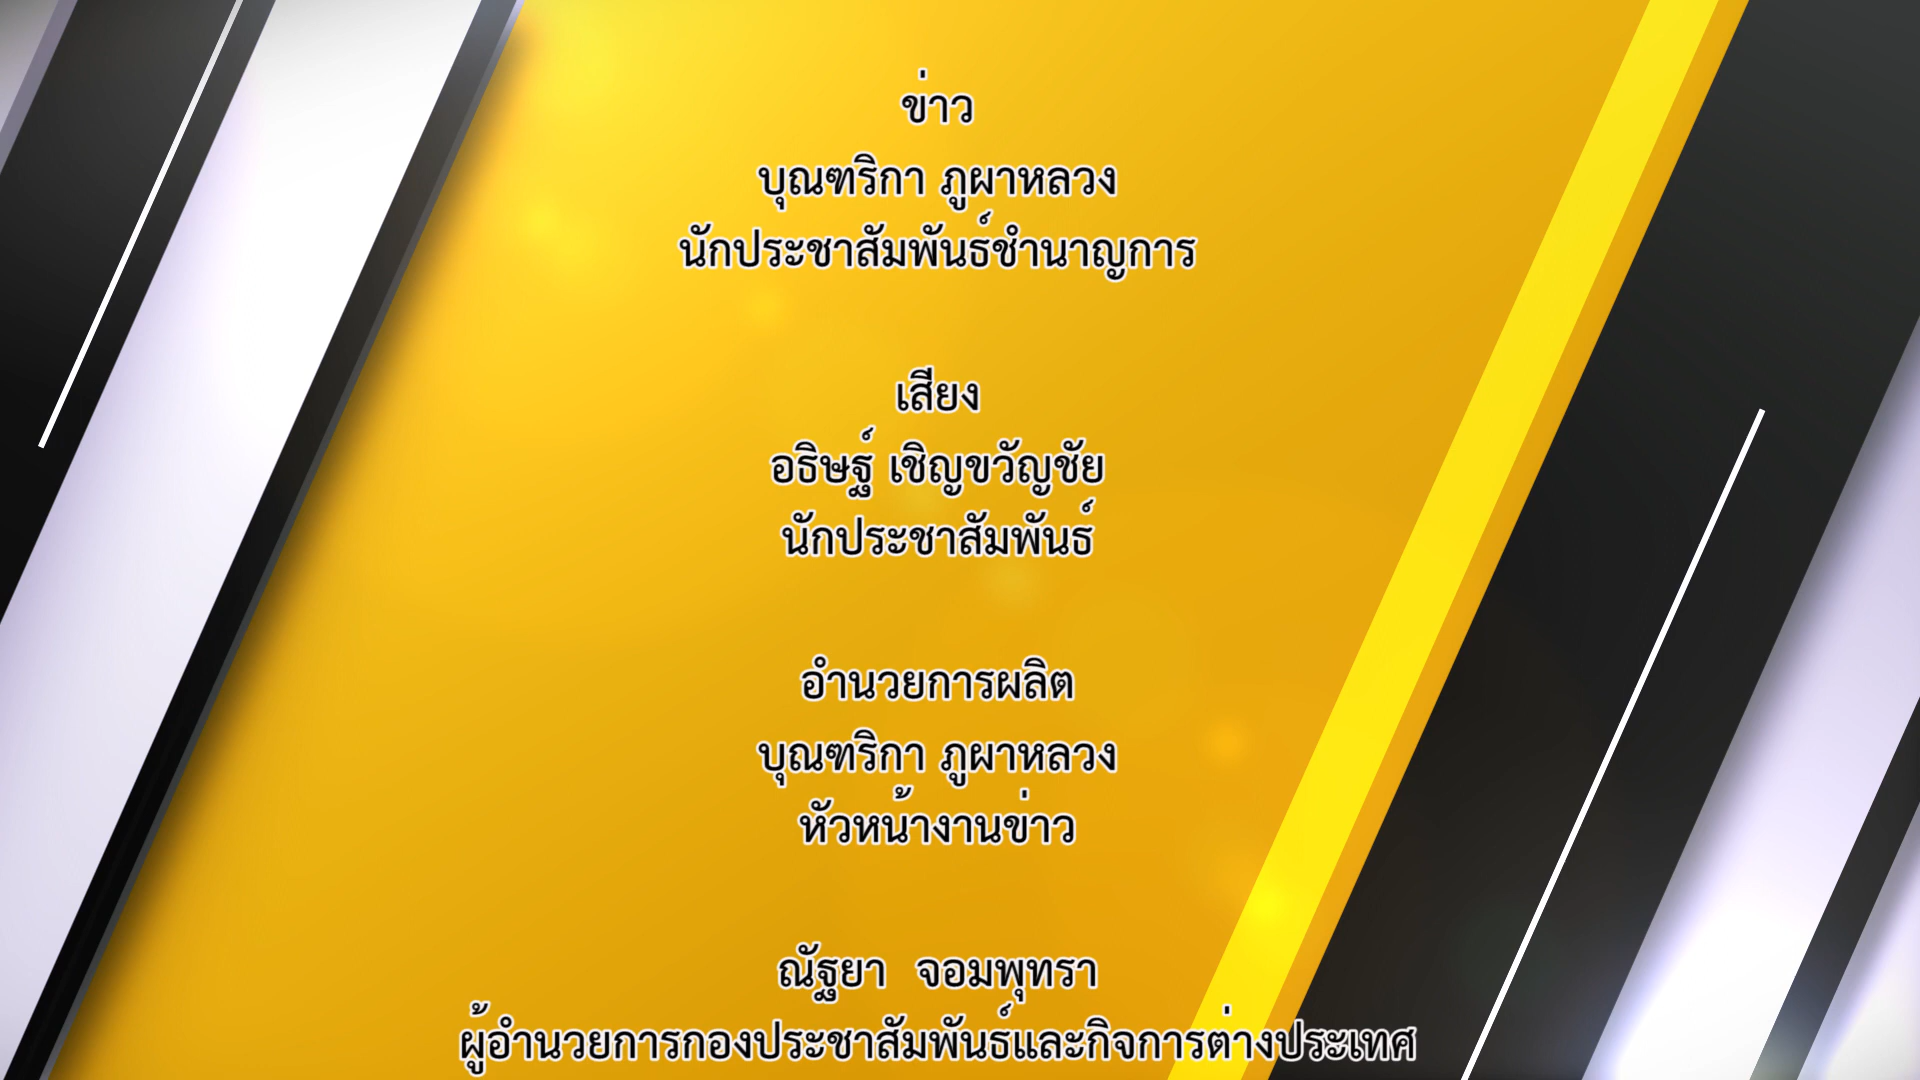 ข่าว
บุณฑริกา ภูผาหลวง
นักประชาสัมพันธ์ชำนาญการ
เสียง
อธิษฐ์ เชิญขวัญชัย
นักประชาสัมพันธ์
อำนวยการผลิต
บุณฑริกา ภูผาหลวง
หัวหน้างานข่าว
ณัฐยา จอมพุทรา
ผู้อำนวยการกองประชาสัมพันธ์และกิจการต่างประเทศ